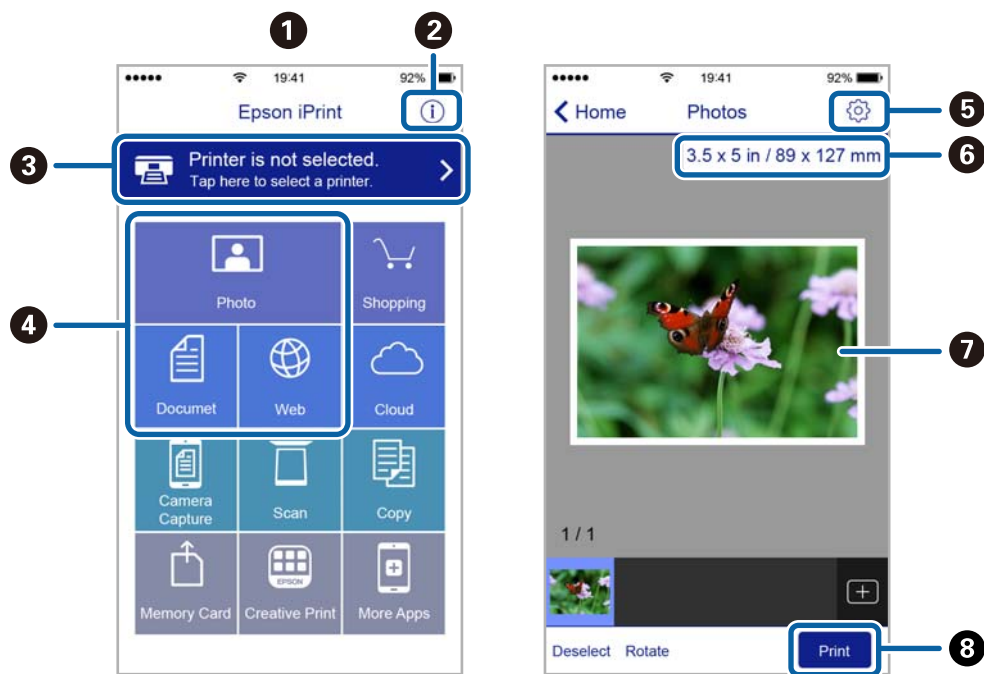 1
2
19:41
92%
Epson iPrint
3
Printer is not selected.
Tap here to select a printer.
4
Photo
Shopping
Documet
Web
Cloud
Camera
Capture
Scan
Copy
EPSON
Memory Card
Creative Print
More Apps
19:41
92%
Home
Photos
5
3.5 x 5 in / 89 x 127 mm
6
7
1 / 1
Deselect
Rotate
Print
8